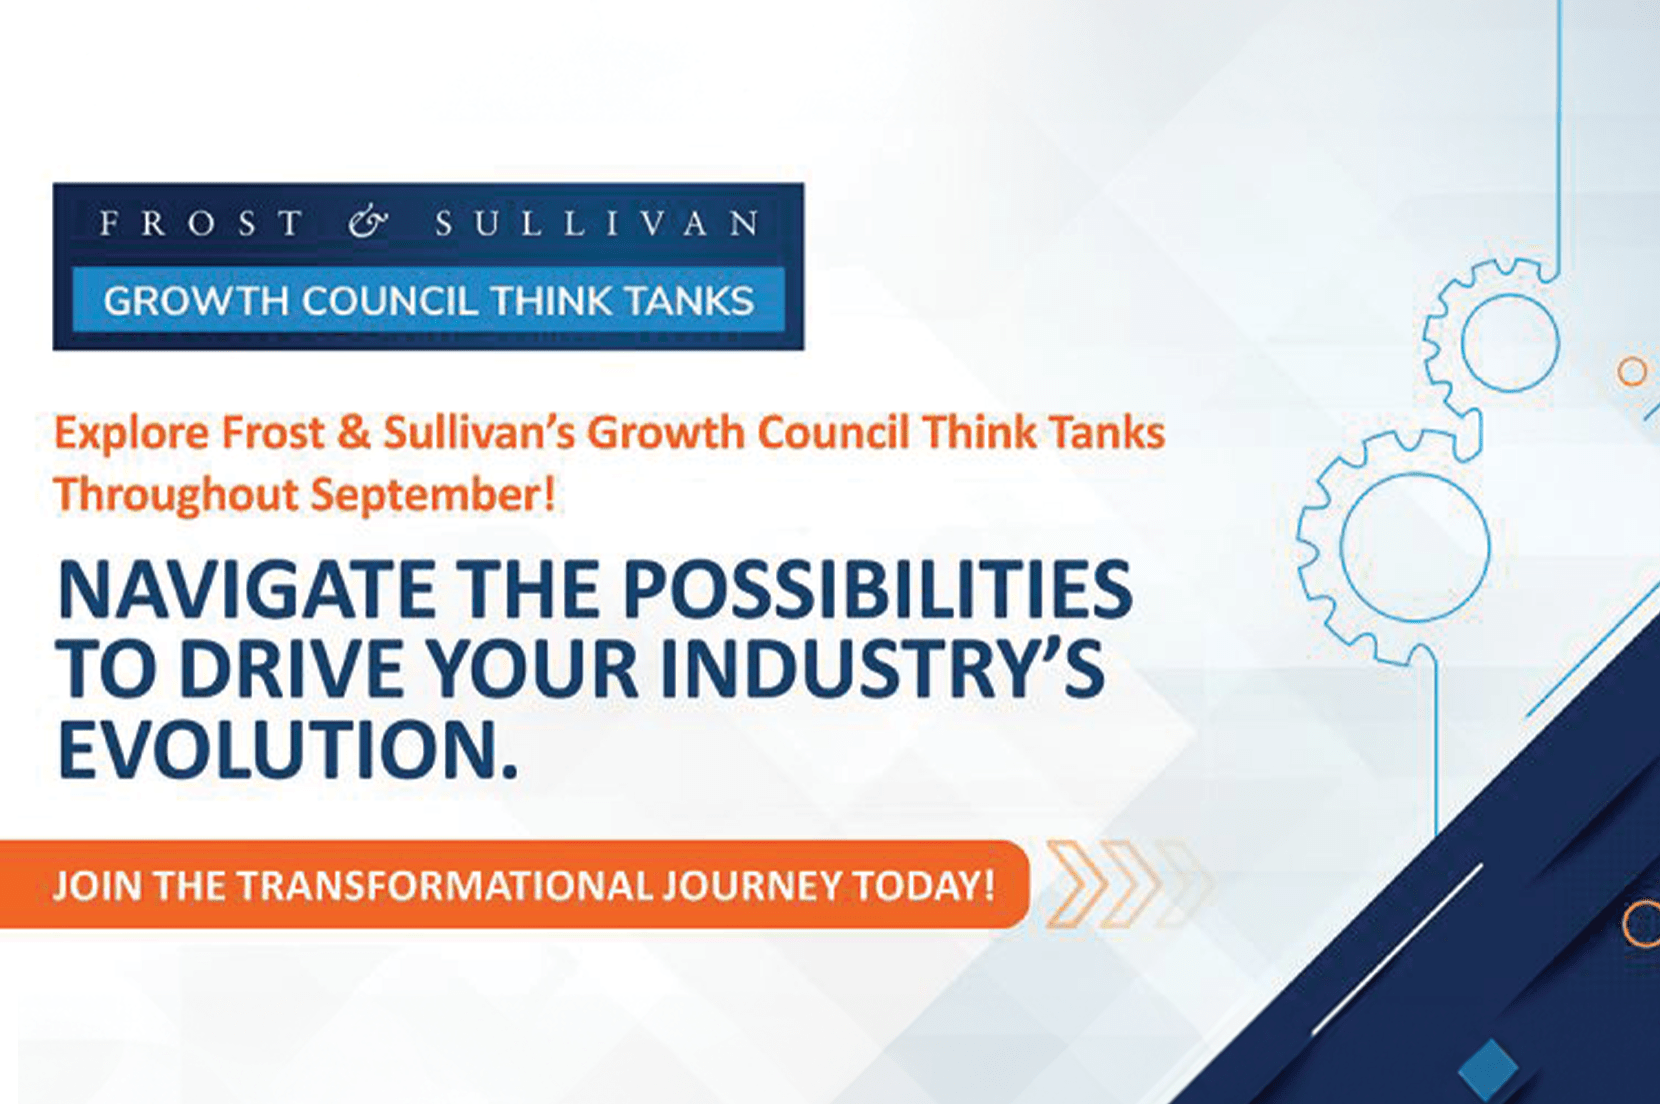 FROST & SULLIVAN
GROWTH COUNCIL THINK TANKS
Explore Frost & Sullivan’s Growth Council Think Tanks
Throughout September!
NAVIGATE THE POSSIBILITIES
TO DRIVE YOUR INDUSTRY’S
EVOLUTION.
JOIN THE TRANSFORMATIONAL JOURNEY TODAY!